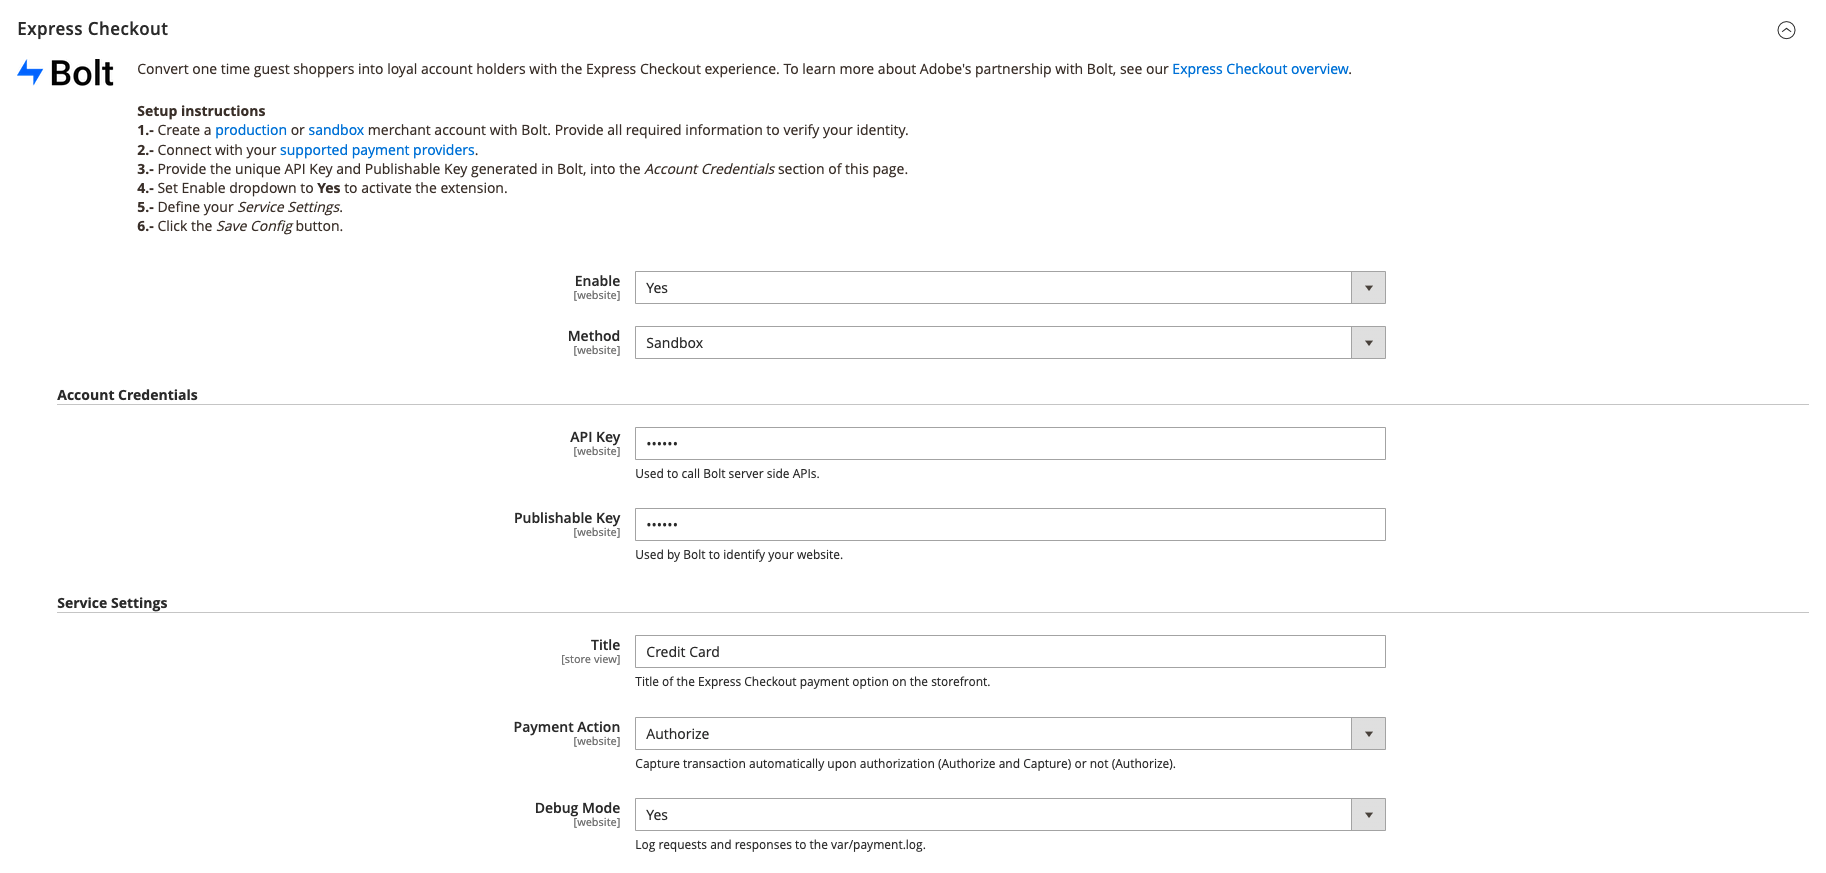 Express Checkout
Bolt
Convert one time guest shoppers into loyal account holders with the Express Checkout experience. To learn more about Adobe's partnership with Bolt, see our Express Checkout overview.
Setup instructions
1.- Create a production or sandbox merchant account with Bolt. Provide all required information to verify your identity.
2.- Connect with your supported payment providers.
3.- Provide the unique API Key and Publishable Key generated in Bolt, into the Account Credentials section of this page.
4.- Set Enable dropdown to Yes to activate the extension.
5.- Define your Service Settings.
6.- Click the Save Config button.
Enable
[website]
Yes
Method
[website]
Sandbox
Account Credentials
API Key
[website]
••••••
Used to call Bolt server side APIs.
Publishable Key
[website]
••••••
Used by Bolt to identify your website.
Service Settings
Title
[store view]
Credit Card
Title of the Express Checkout payment option on the storefront.
Payment Action
[website]
Authorize
Capture transaction automatically upon authorization (Authorize and Capture) or not (Authorize).
Debug Mode
[website]
Yes
Log requests and responses to the var/payment.log.